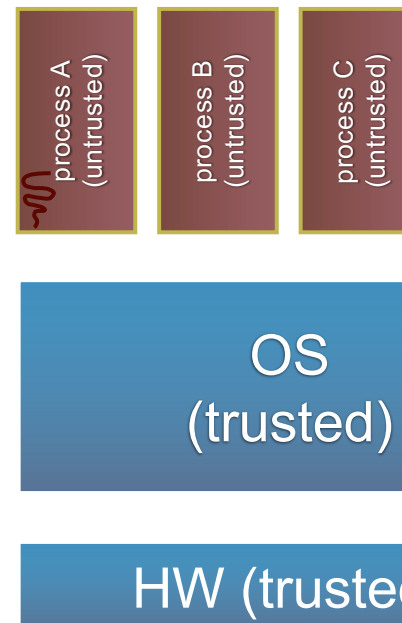 process A
(untrusted)
process B
(untrusted)
process C
(untrusted)
OS
(trusted)
HW (truste